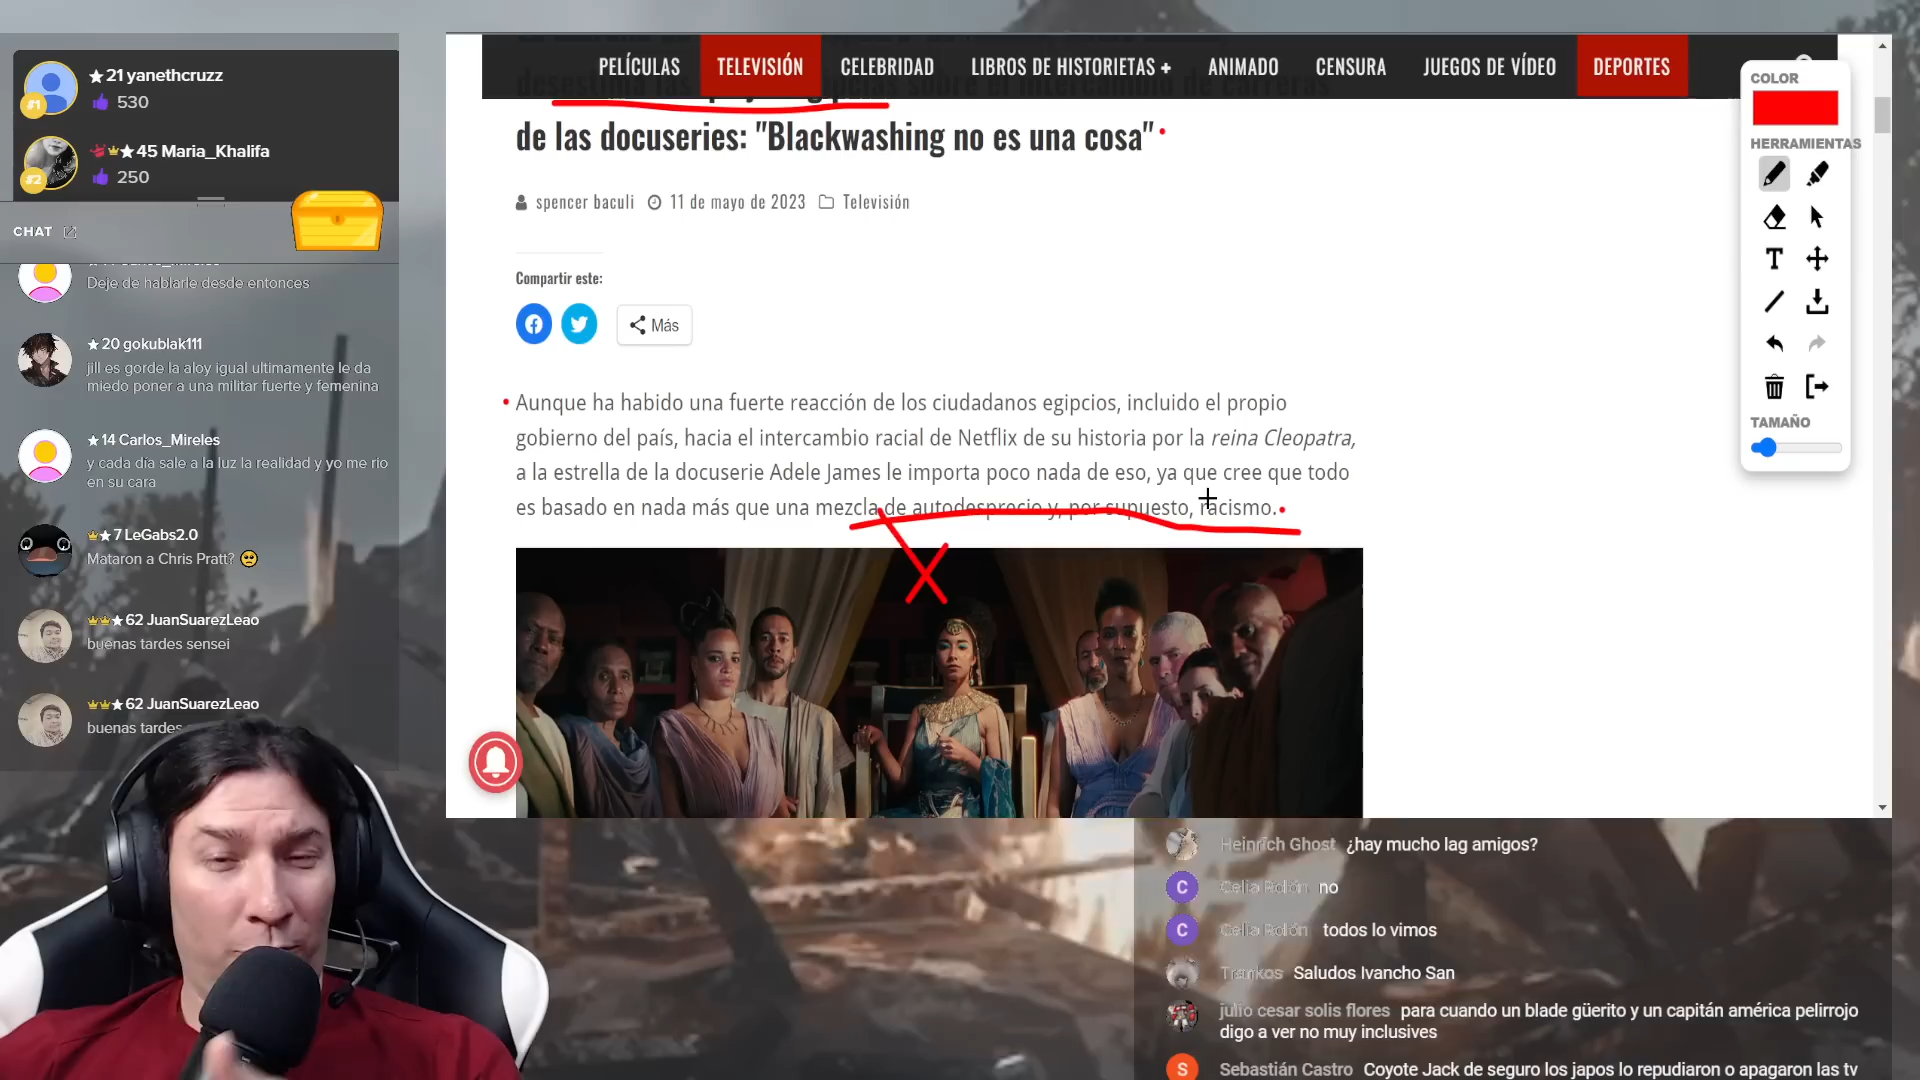 21 yanethcruzz
#1
530
45 Maria_Khalifa
#2
250
CHAT
Deje de hablarle desde entonces
20 gokublak111
jill es gorde la aloy igual ultimamente le da
miedo poner a una militar fuerte y femenina
14 Carlos_Mireles
y cada día sale a la luz la realidad y yo me rio
en su cara
7 LeGabs2.0
Mataron a Chris Pratt? 🥺
62 JuanSuarezLeao
buenas tardes sensei
62 JuanSuarezLeao
buenas tardes
PELÍCULAS TELEVISIÓN CELEBRIDAD LIBROS DE HISTORIETAS + ANIMADO CENSURA JUEGOS DE VÍDEO DEPORTES
de las docuseries: "Blackwashing no es una cosa"
spencer baculi 11 de mayo de 2023 Televisión
Compartir este:
Más
Aunque ha habido una fuerte reacción de los ciudadanos egipcios, incluido el propio
gobierno del país, hacia el intercambio racial de Netflix de su historia por la reina Cleopatra,
a la estrella de la docuserie Adele James le importa poco nada de eso, ya que cree que todo
es basado en nada más que una mezcla de autodesprecio y, por supuesto, racismo.
COLOR
HERRAMIENTAS
T
TAMAÑO
Heinrich Ghost ¿hay mucho lag amigos?
C Celia Rolón no
C Celia Rolón todos lo vimos
Trankos Saludos Ivancho San
julio cesar solis flores para cuando un blade güerito y un capitán américa pelirrojo
digo a ver no muy inclusives
S Sebastián Castro Coyote Jack de seguro los japos lo repudiaron o apagaron las tv